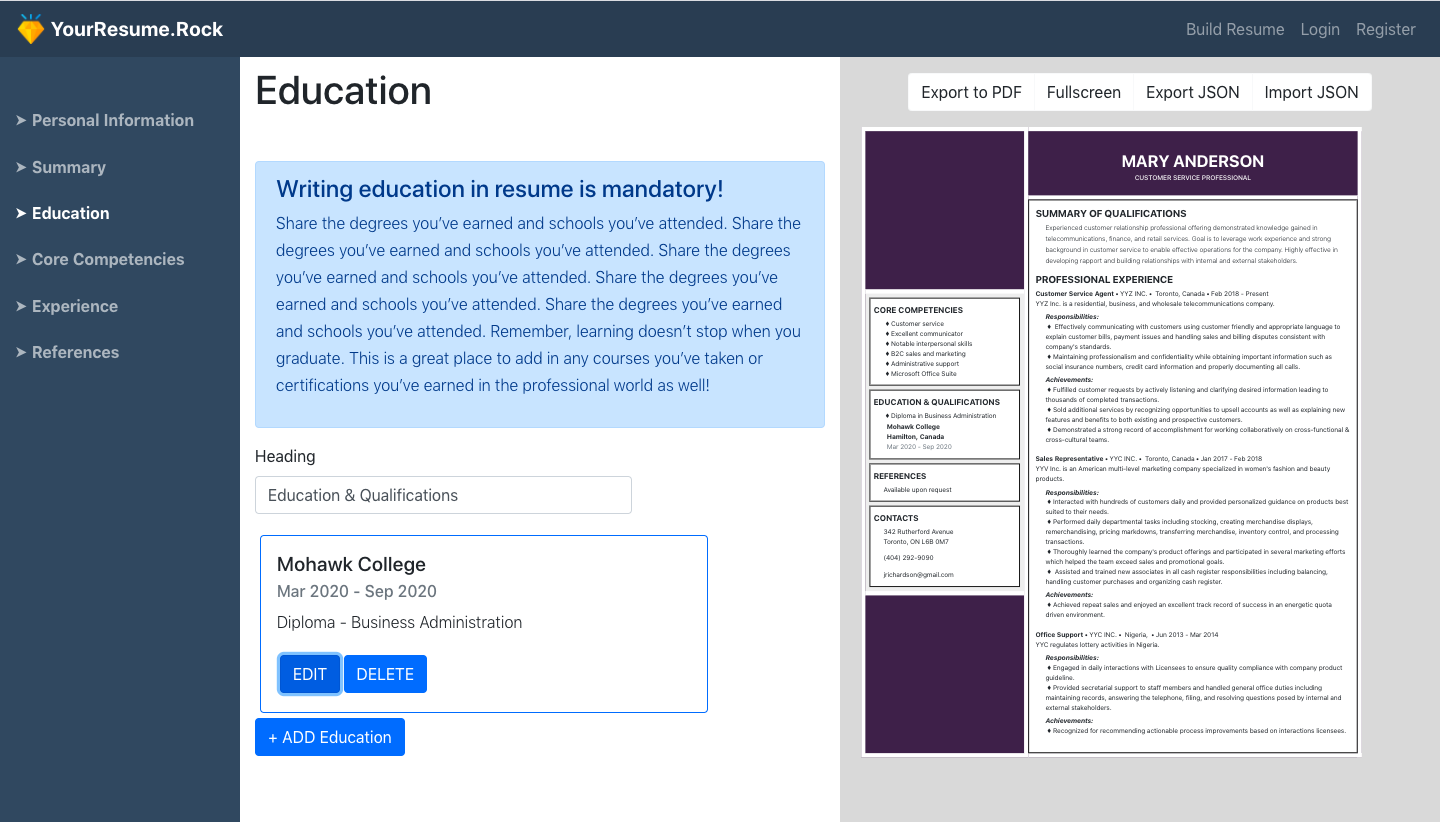 YourResume.Rock
Build Resume Login Register
➤ Personal Information
➤ Summary
➤ Education
➤ Core Competencies
➤ Experience
➤ References
Education
Writing education in resume is mandatory!
Share the degrees you’ve earned and schools you’ve attended. Share the
degrees you’ve earned and schools you’ve attended. Share the degrees
you’ve earned and schools you’ve attended. Share the degrees you’ve
earned and schools you’ve attended. Share the degrees you’ve earned
and schools you’ve attended. Remember, learning doesn’t stop when you
graduate. This is a great place to add in any courses you’ve taken or
certifications you’ve earned in the professional world as well!
Heading
Education & Qualifications
Mohawk College
Mar 2020 - Sep 2020
Diploma - Business Administration
EDIT DELETE
+ ADD Education
Export to PDF Fullscreen Export JSON Import JSON
CORE COMPETENCIES
♦ Customer service
♦ Excellent communicator
♦ Notable interpersonal skills
♦ B2C sales and marketing
♦ Administrative support
♦ Microsoft Office Suite
EDUCATION & QUALIFICATIONS
♦ Diploma in Business Administration
Mohawk College
Hamilton, Canada
Mar 2020 - Sep 2020
REFERENCES
Available upon request
CONTACTS
342 Rutherford Avenue
Toronto, ON L6B 0M7
(404) 292-9090
jrichardson@gmail.com
MARY ANDERSON
CUSTOMER SERVICE PROFESSIONAL
SUMMARY OF QUALIFICATIONS
Experienced customer relationship professional offering demonstrated knowledge gained in
telecommunications, finance, and retail services. Goal is to leverage work experience and strong
background in customer service to enable effective operations for the company. Highly effective in
developing rapport and building relationships with internal and external stakeholders.
PROFESSIONAL EXPERIENCE
Customer Service Agent • YYZ INC. • Toronto, Canada • Feb 2018 - Present
YYZ Inc. is a residential, business, and wholesale telecommunications company.
Responsibilities:
♦ Effectively communicating with customers using customer friendly and appropriate language to
explain customer bills, payment issues and handling sales and billing disputes consistent with
company's standards.
♦ Maintaining professionalism and confidentiality while obtaining important information such as
social insurance numbers, credit card information and properly documenting all calls.
Achievements:
♦ Fulfilled customer requests by actively listening and clarifying desired information leading to
thousands of completed transactions.
♦ Sold additional services by recognizing opportunities to upsell accounts as well as explaining new
features and benefits to both existing and prospective customers.
♦ Demonstrated a strong record of accomplishment for working collaboratively on cross-functional &
cross-cultural teams.
Sales Representative • YYC INC. • Toronto, Canada • Jan 2017 - Feb 2018
YYV Inc. is an American multi-level marketing company specialized in women's fashion and beauty
products.
Responsibilities:
♦ Interacted with hundreds of customers daily and provided personalized guidance on products best
suited to their needs.
♦ Performed daily departmental tasks including stocking, creating merchandise displays,
remerchandising, pricing markdowns, transferring merchandise, inventory control, and processing
transactions.
♦ Thoroughly learned the company's product offerings and participated in several marketing efforts
which helped the team exceed sales and promotional goals.
♦ Assisted and trained new associates in all cash register responsibilities including balancing,
handling customer purchases and organizing cash register.
Achievements:
♦ Achieved repeat sales and enjoyed an excellent track record of success in an energetic quota
driven environment.
Office Support • YYC INC. • Nigeria, • Jun 2013 - Mar 2014
YYC regulates lottery activities in Nigeria.
Responsibilities:
♦ Engaged in daily interactions with Licensees to ensure quality compliance with company product
guideline.
♦ Provided secretarial support to staff members and handled general office duties including
maintaining records, answering the telephone, filing, and resolving questions posed by internal and
external stakeholders.
Achievements:
♦ Recognized for recommending actionable process improvements based on interactions licensees.